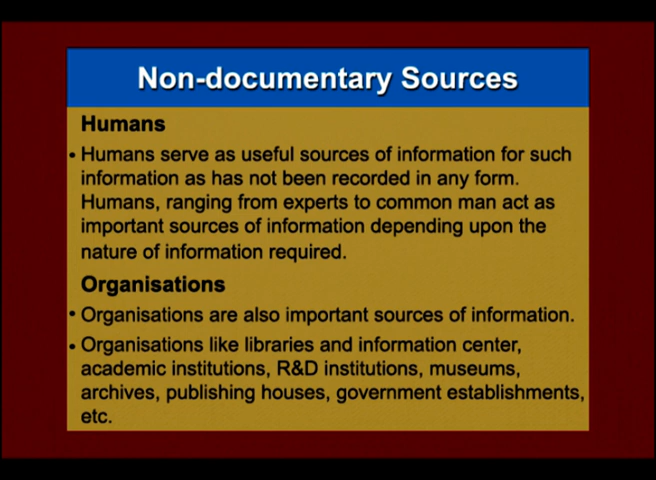 Non-documentary Sources
Humans
• Humans serve as useful sources of information for such
information as has not been recorded in any form.
Humans, ranging from experts to common man act as
important sources of information depending upon the
nature of information required.
Organisations
• Organisations are also important sources of information.
• Organisations like libraries and information center,
academic institutions, R&D institutions, museums,
archives, publishing houses, government establishments,
etc.